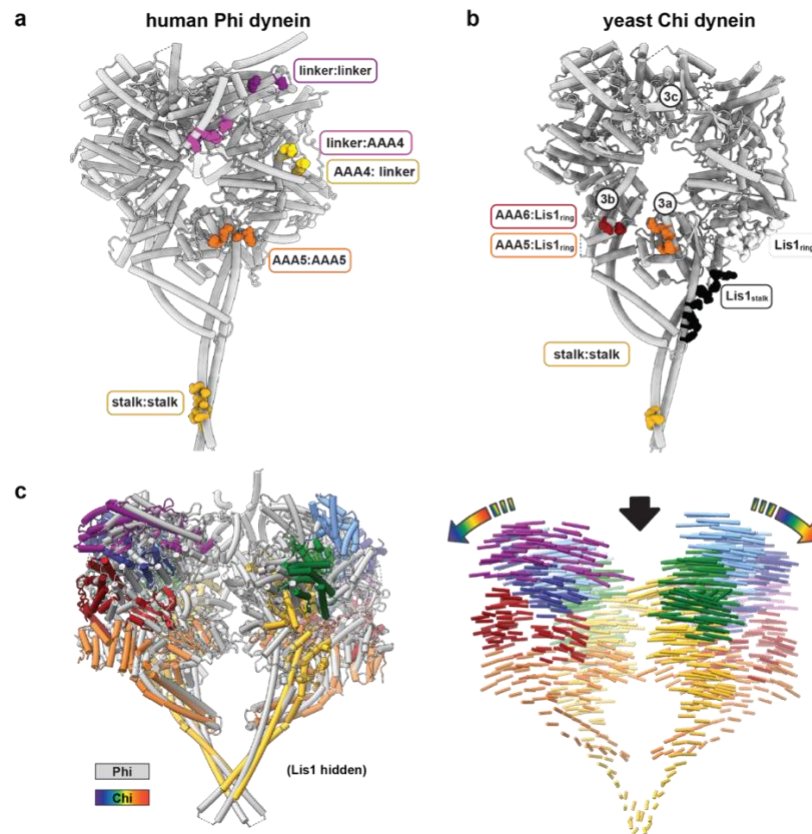 a
human Phi dynein
linker:linker
linker:AAA4
AAA4: linker
AAA5:AAA5
stalk:stalk
b
yeast Chi dynein
3c
3b
3a
AAA6:Lis1ring
AAA5:Lis1ring
Lis1ring
Lis1stalk
stalk:stalk
c
Phi
Chi
(Lis1 hidden)